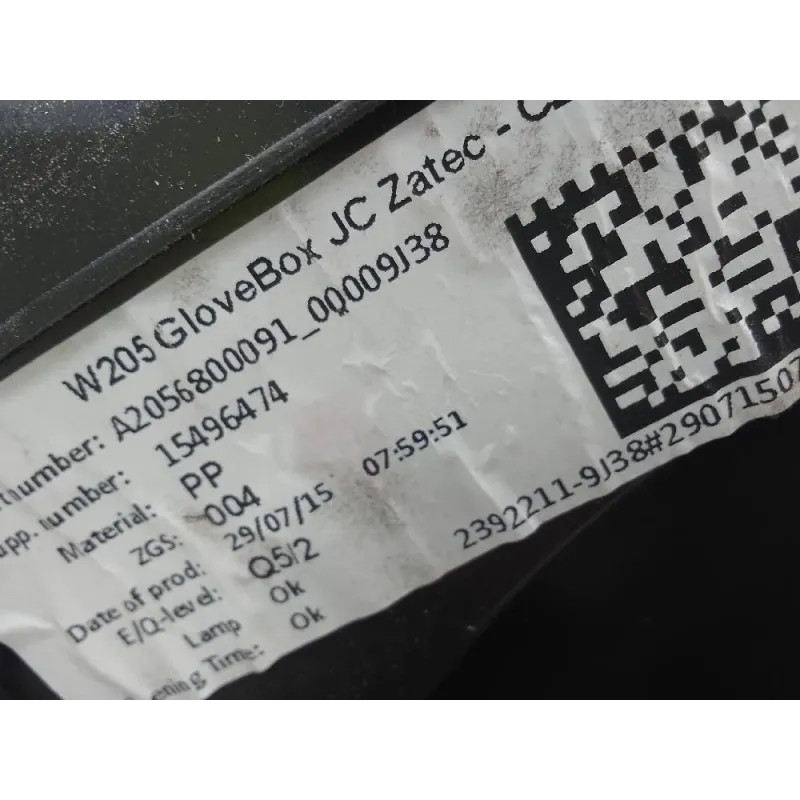 W205 GloveBox JC Zatec -
number: A2056800091_00009J38
number: 15496474
Material: PP
ZGS: 004
Date of prod: 29/07/15 07:59:51
E/Q-level: Q5/2
Lamp Ok
Time: Ok
2392211-9J38#2907150